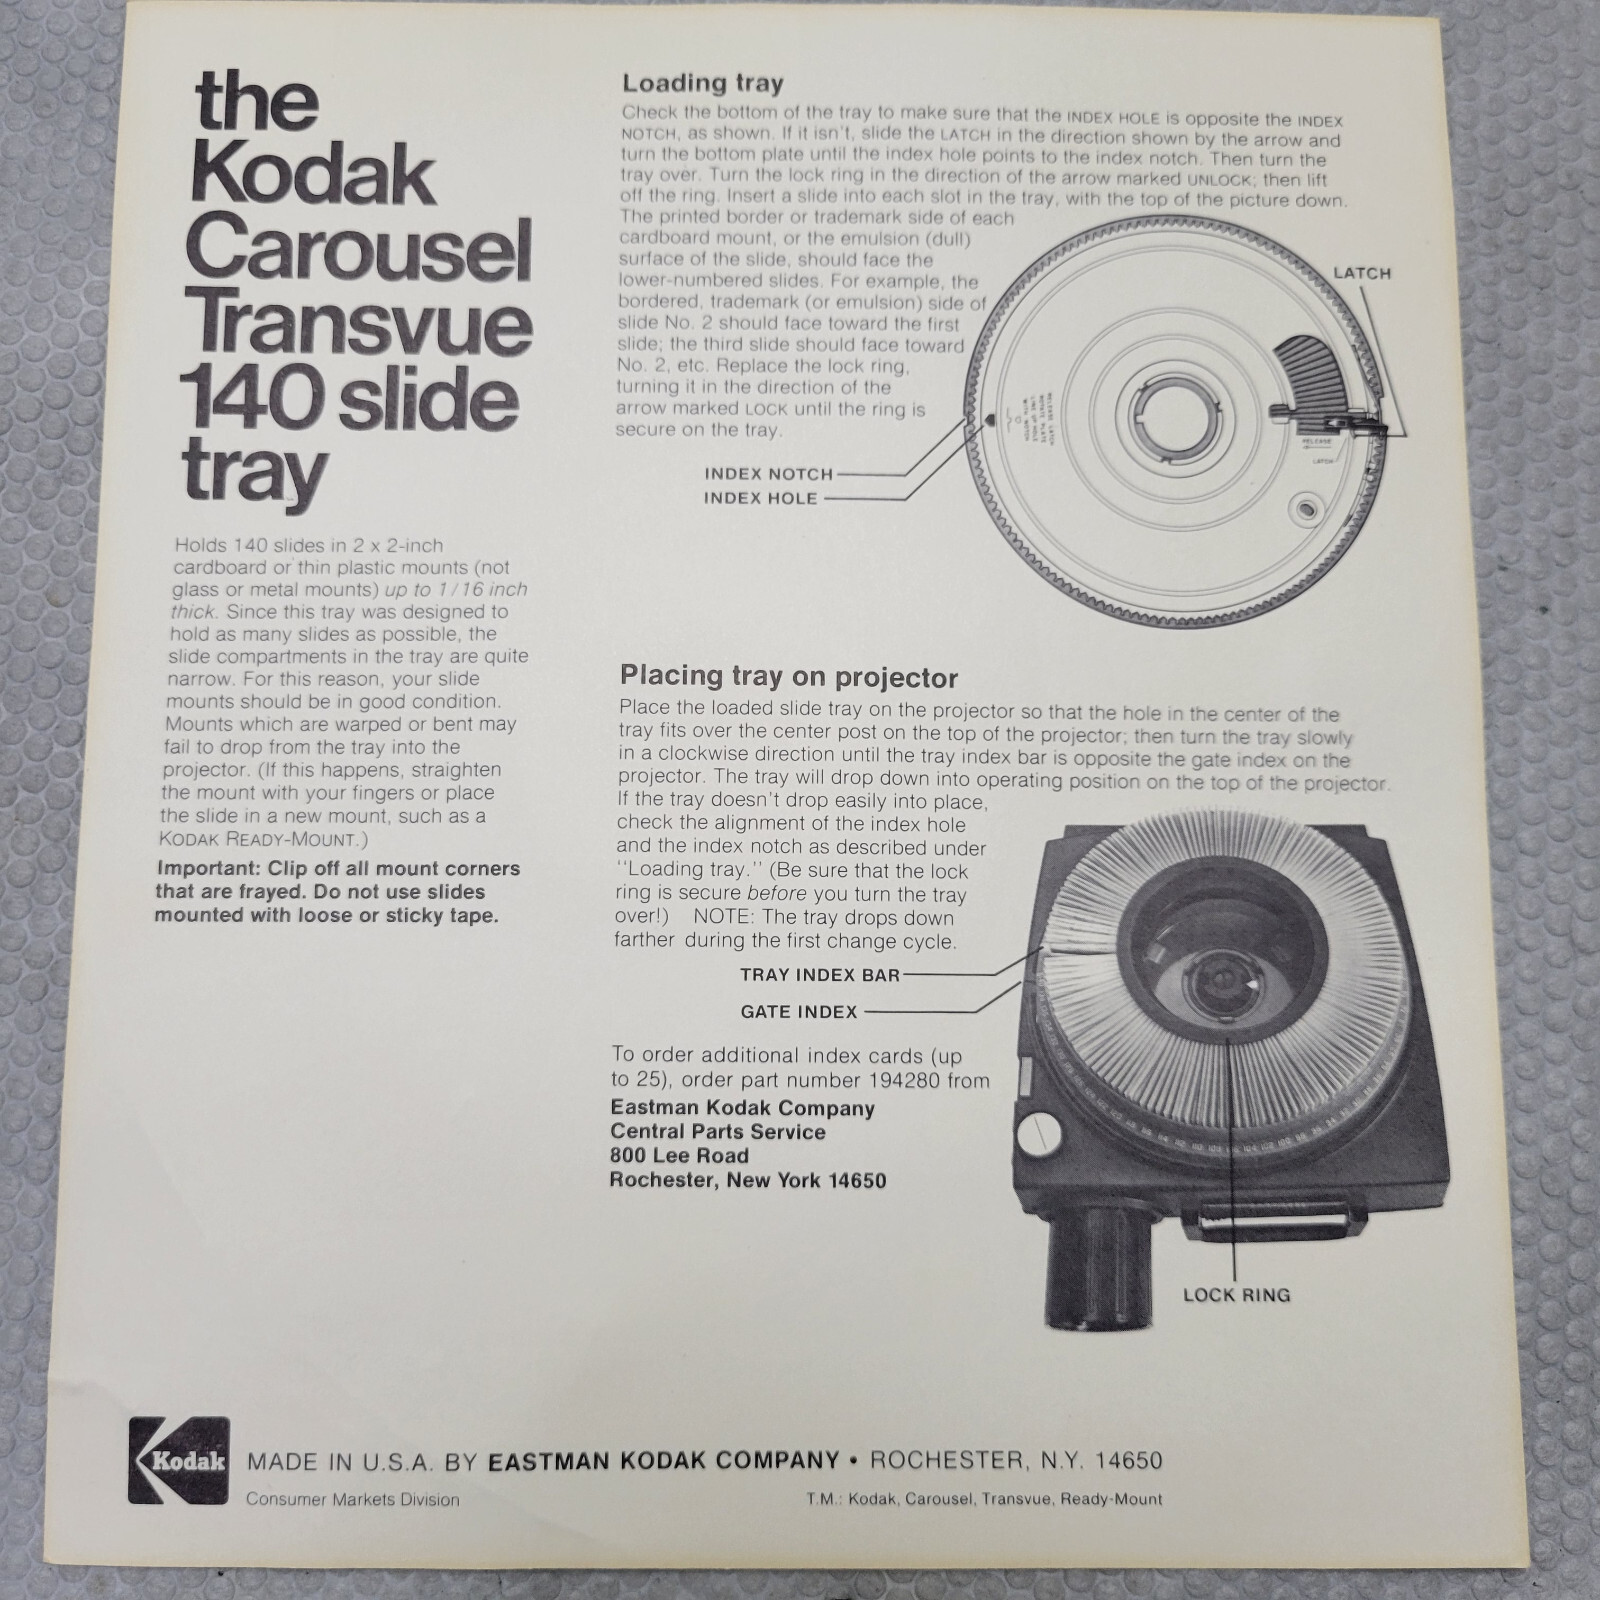 the
Kodak
Carousel
Transvue
140 slide
tray
Holds 140 slides in 2 x 2-inch
cardboard or thin plastic mounts (not
glass or metal mounts) up to 1/16 inch
thick. Since this tray was designed to
hold as many slides as possible, the
slide compartments in the tray are quite
narrow. For this reason, your slide
mounts should be in good condition.
Mounts which are warped or bent may
fail to drop from the tray into the
projector. (If this happens, straighten
the mount with your fingers or place
the slide in a new mount, such as a
KODAK READY-MOUNT.)
Important: Clip off all mount corners
that are frayed. Do not use slides
mounted with loose or sticky tape.
Loading tray
Check the bottom of the tray to make sure that the INDEX HOLE is opposite the INDEX
NOTCH, as shown. If it isn't, slide the LATCH in the direction shown by the arrow and
turn the bottom plate until the index hole points to the index notch. Then turn the
tray over. Turn the lock ring in the direction of the arrow marked UNLOCK; then lift
off the ring. Insert a slide into each slot in the tray, with the top of the picture down.
The printed border or trademark side of each
cardboard mount, or the emulsion (dull)
surface of the slide, should face the
lower-numbered slides. For example, the
bordered, trademark (or emulsion) side of
slide No. 2 should face toward the first
slide; the third slide should face toward
No. 2, etc. Replace the lock ring,
turning it in the direction of the
arrow marked LOCK until the ring is
secure on the tray.
LATCH
RELEASE LATCH
ROTATE PLATE
LINE UP HOLE
WITH NOTCH
RELEASE
LATCH
INDEX NOTCH
INDEX HOLE
Placing tray on projector
Place the loaded slide tray on the projector so that the hole in the center of the
tray fits over the center post on the top of the projector; then turn the tray slowly
in a clockwise direction until the tray index bar is opposite the gate index on the
projector. The tray will drop down into operating position on the top of the projector.
If the tray doesn't drop easily into place,
check the alignment of the index hole
and the index notch as described under
"Loading tray." (Be sure that the lock
ring is secure before you turn the tray
over!) NOTE: The tray drops down
farther during the first change cycle.
TRAY INDEX BAR
GATE INDEX
LOCK RING
To order additional index cards (up
to 25), order part number 194280 from
Eastman Kodak Company
Central Parts Service
800 Lee Road
Rochester, New York 14650
Kodak
MADE IN U.S.A. BY EASTMAN KODAK COMPANY • ROCHESTER, N.Y. 14650
Consumer Markets Division
T.M.: Kodak, Carousel, Transvue, Ready-Mount